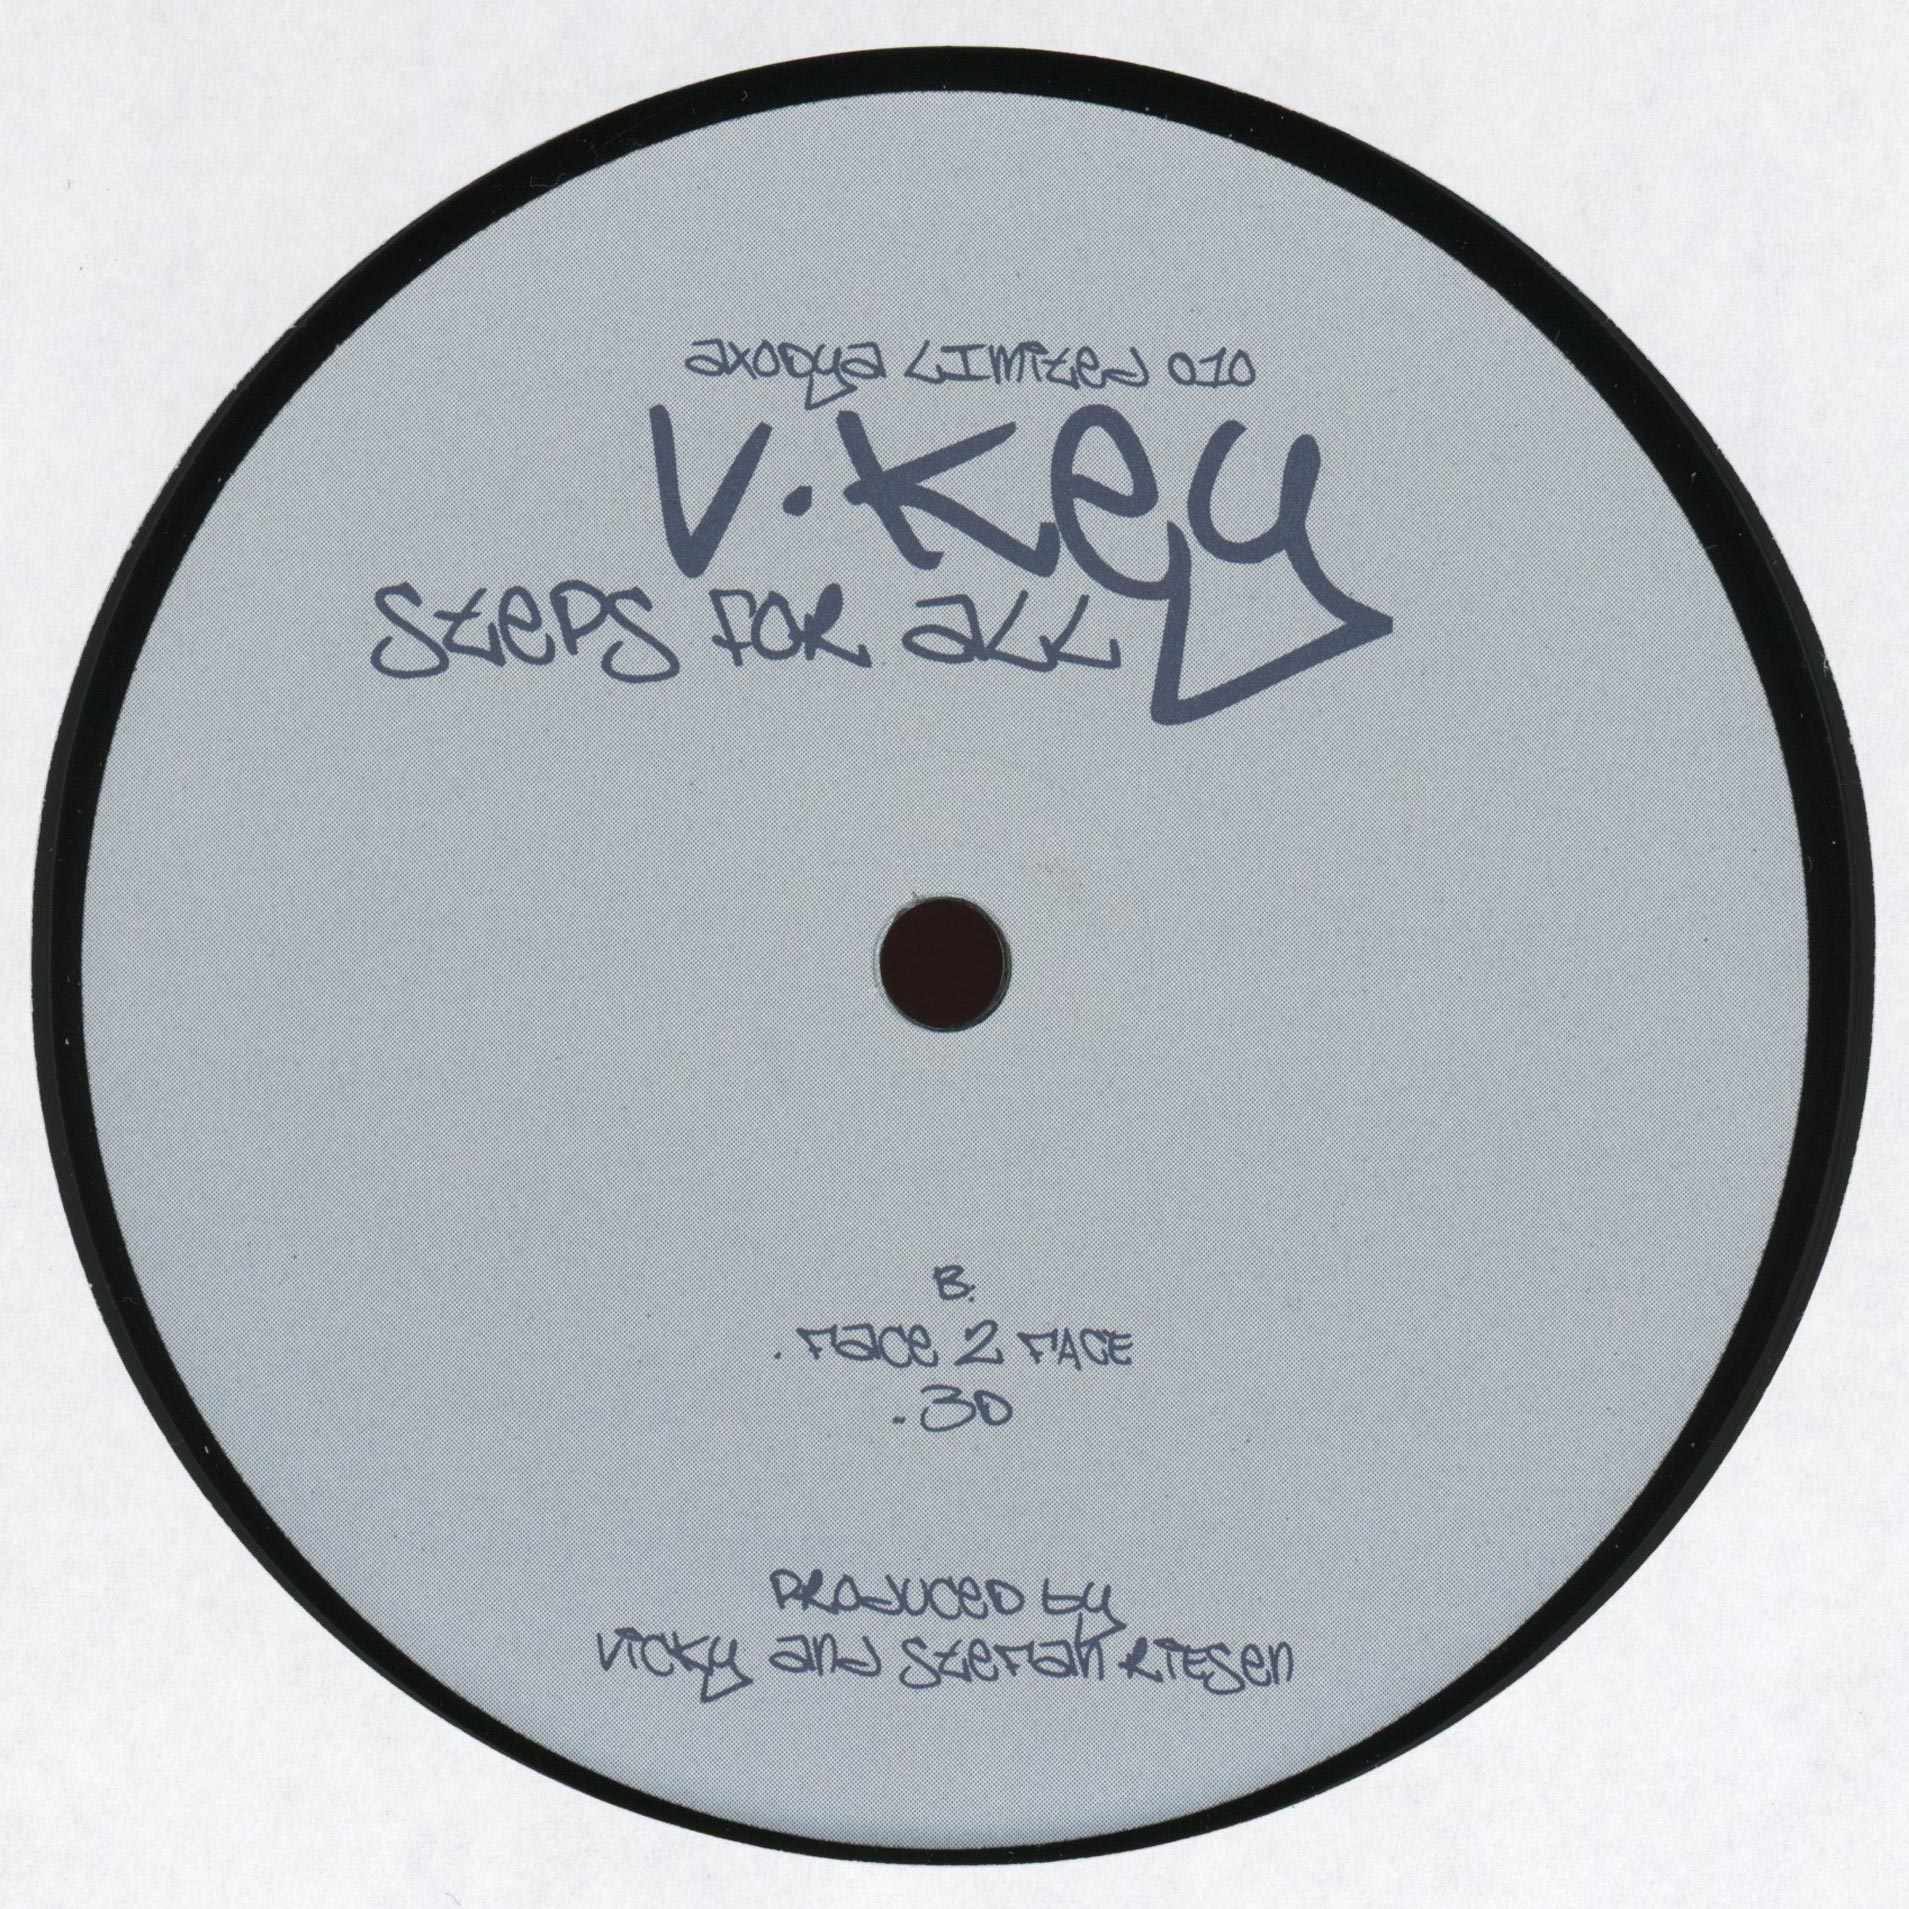 axodya Limited 010
V.Key
Steps for all
B.
. Face 2 Face
. 3D
Produced by
Vicky and Stefan Riesen